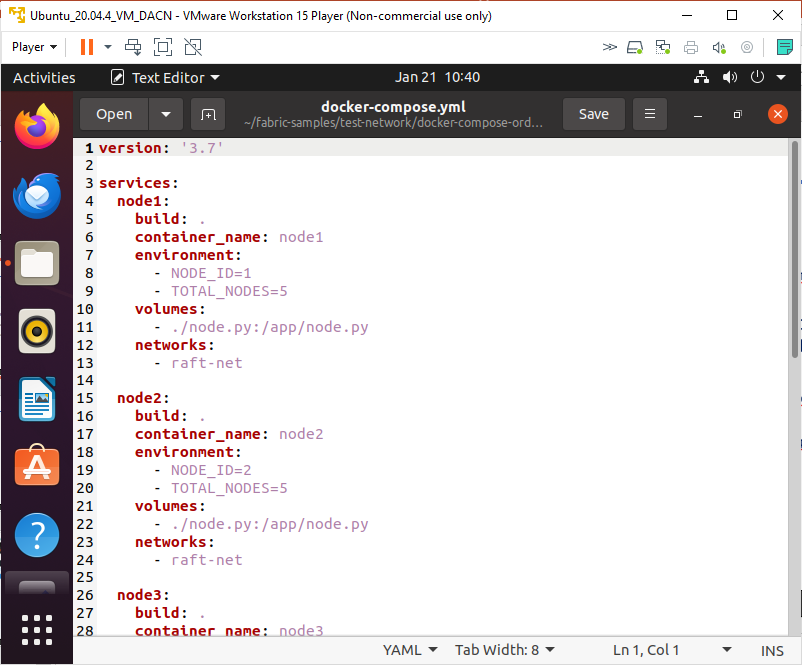 Ubuntu_20.04.4_VM_DACN - VMware Workstation 15 Player (Non-commercial use only)
Player
Activities Text Editor Jan 21 10:40
Open docker-compose.yml Save
~/fabric-samples/test-network/docker-compose-ord...
1 version: '3.7'
2
3 services:
4   node1:
5     build: .
6     container_name: node1
7     environment:
8       - NODE_ID=1
9       - TOTAL_NODES=5
10     volumes:
11       - ./node.py:/app/node.py
12     networks:
13       - raft-net
14
15   node2:
16     build: .
17     container_name: node2
18     environment:
19       - NODE_ID=2
20       - TOTAL_NODES=5
21     volumes:
22       - ./node.py:/app/node.py
23     networks:
24       - raft-net
25
26   node3:
27     build: .
28     container_name: node3
YAML Tab Width: 8 Ln 1, Col 1 INS